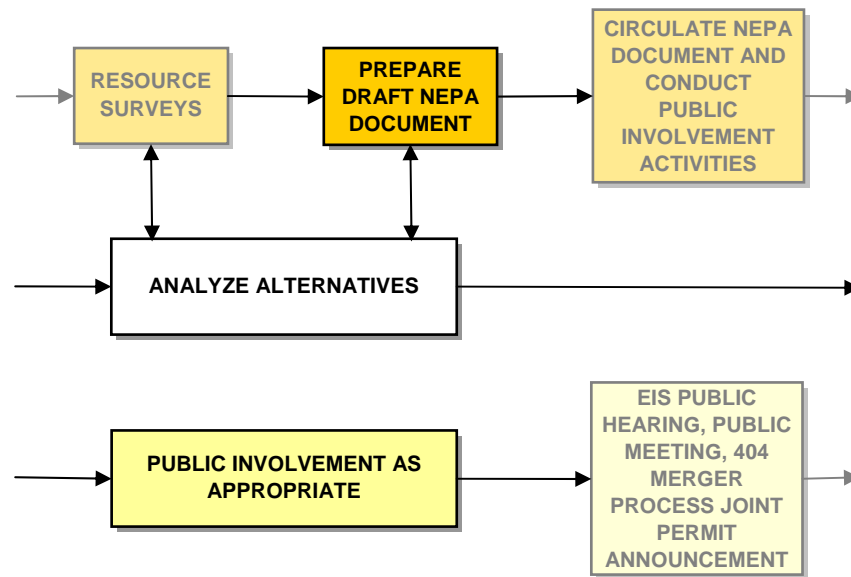 RESOURCE
SURVEYS
PREPARE
DRAFT NEPA
DOCUMENT
CIRCULATE NEPA
DOCUMENT AND
CONDUCT
PUBLIC
INVOLVEMENT
ACTIVITIES
ANALYZE ALTERNATIVES
PUBLIC INVOLVEMENT AS
APPROPRIATE
EIS PUBLIC
HEARING, PUBLIC
MEETING, 404
MERGER
PROCESS JOINT
PERMIT
ANNOUNCEMENT